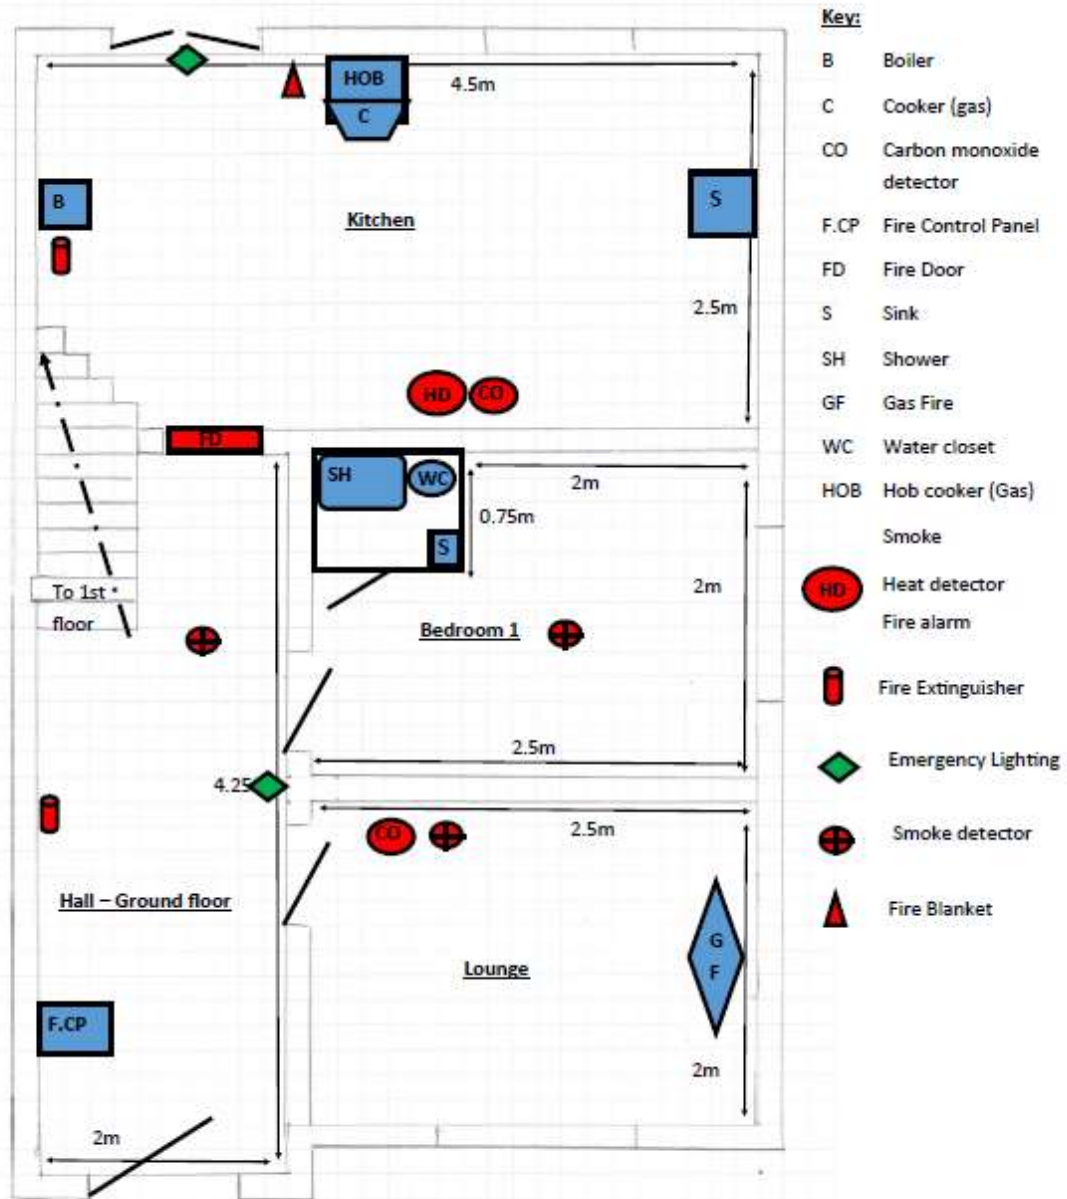 HOB
C
4.5m
B
S
Kitchen
2.5m
HD
CO
FD
SH
WC
2m
0.75m
S
2m
To 1st
floor
Bedroom 1
2.5m
4.25
2.5m
CO
Hall – Ground floor
G
F
Lounge
F.CP
2m
2m
Key:
B Boiler
C Cooker (gas)
CO Carbon monoxide
detector
F.CP Fire Control Panel
FD Fire Door
S Sink
SH Shower
GF Gas Fire
WC Water closet
HOB Hob cooker (Gas)
Smoke
HD Heat detector
Fire alarm
Fire Extinguisher
Emergency Lighting
Smoke detector
Fire Blanket